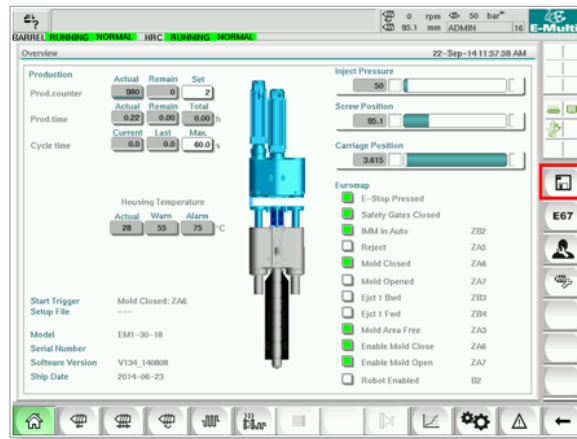 0 rpm 50 bar"
95.1 mm ADMIN 16
E-Multi
BARREL RUNNING NORMAL HRC RUNNING NORMAL
Overview 22-Sep-14 11:57:58 AM
Production
Actual Remain Set
Prod.counter 980 0 2
Actual Remain Total
Prod.time 0.22 0.00 0.00 h
Current Last Max.
Cycle time 0.0 0.0 60.0 s
Housing Temperature
Actual Warn Alarm
28 55 75 °C
Start Trigger Mold Closed: ZA6
Setup File ---
Model EM1-30-18
Serial Number
Software Version V134_140808
Ship Date 2014-06-23
Inject Pressure
50
Screw Position
95.1
Carriage Position
3.615
Euromap
E-Stop Pressed
Safety Gates Closed
IMM in Auto ZB2
Reject ZA5
Mold Closed ZA6
Mold Opened ZA7
Ejct 1 Bwd ZB3
Ejct 1 Fwd ZB4
Mold Area Free ZA3
Enable Mold Close ZA6
Enable Mold Open ZA7
Robot Enabled B2
E67